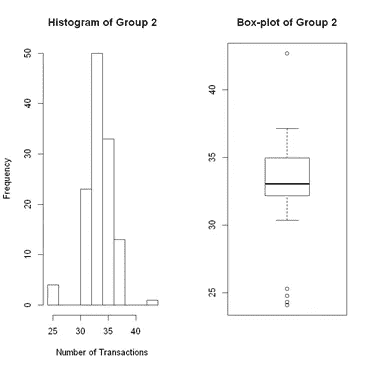 Histogram of Group 2
Box-plot of Group 2
Frequency
50
40
30
20
10
0
25 30 35 40
Number of Transactions
40
35
30
25